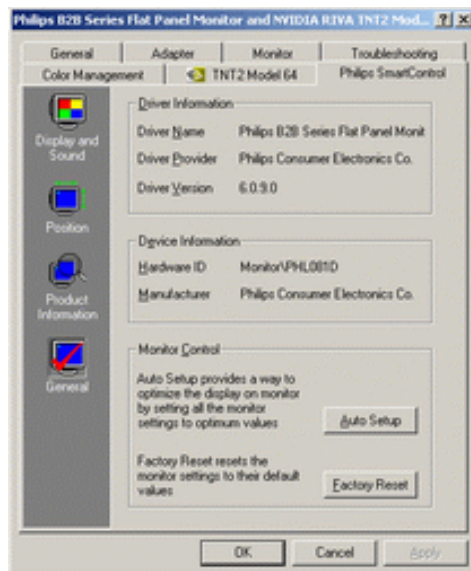 Philips B2B Series Flat Panel Monitor and NVIDIA RIVA TNT2 Mod...
General Adapter Monitor Troubleshooting
Color Management TNT2 Model 64 Philips SmartControl
Display and
Sound
Position
Product
Information
General
Driver Information
Driver Name Philips B2B Series Flat Panel Monit
Driver Provider Philips Consumer Electronics Co.
Driver Version 6.0.9.0
Device Information
Hardware ID Monitor\PHL081D
Manufacturer Philips Consumer Electronics Co.
Monitor Control
Auto Setup provides a way to
optimize the display on monitor
by setting all the monitor
settings to optimum values
Auto Setup
Factory Reset resets the
monitor settings to their default
values
Factory Reset
OK Cancel Apply